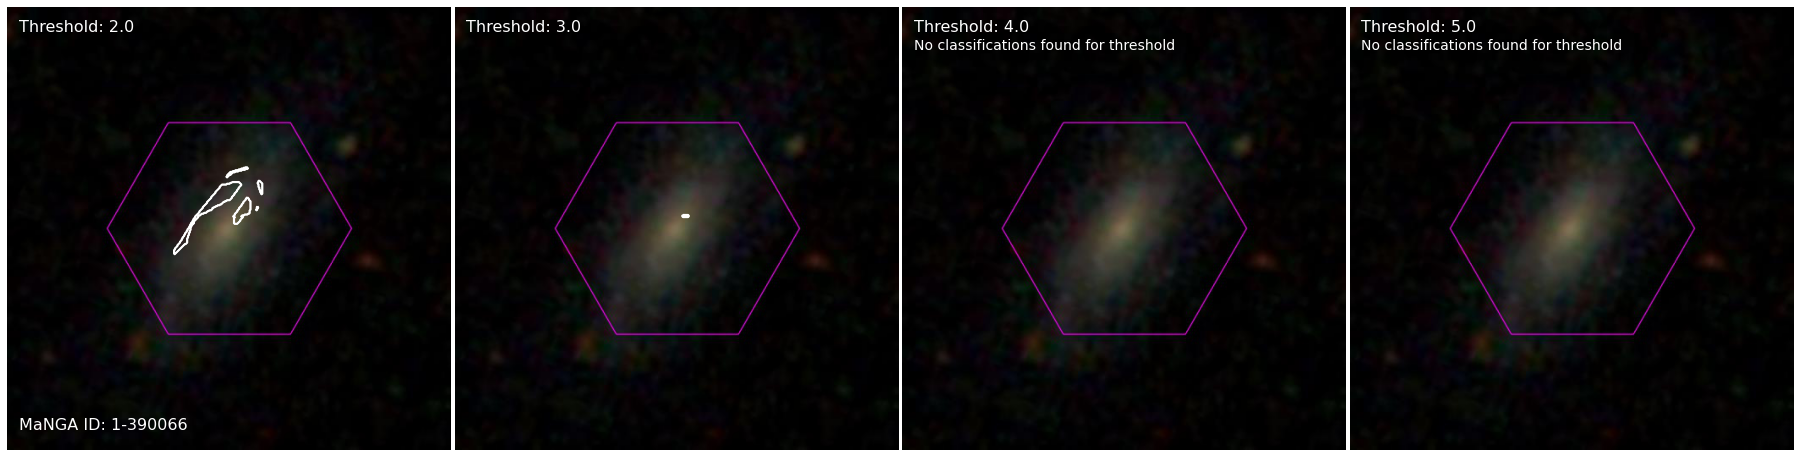 Threshold: 2.0
MaNGA ID: 1-390066
Threshold: 3.0
Threshold: 4.0
No classifications found for threshold
Threshold: 5.0
No classifications found for threshold